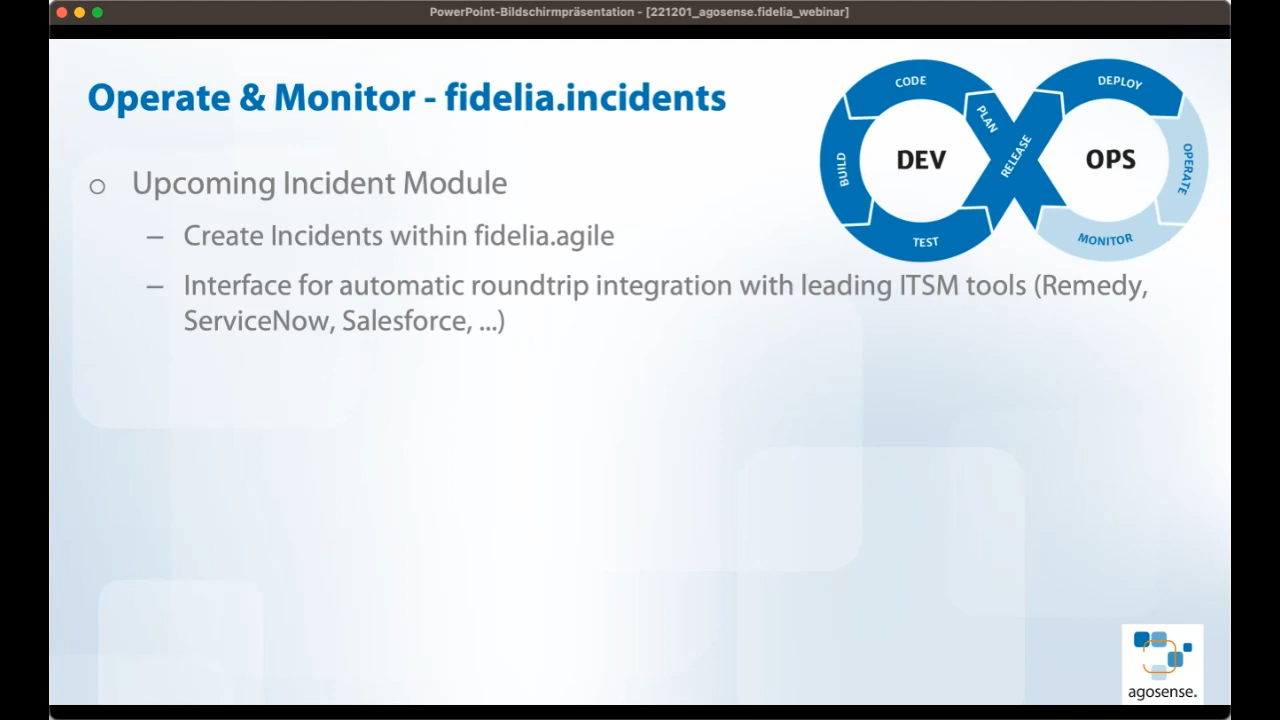 PowerPoint-Bildschirmpräsentation - [221201_agosense.fidelia_webinar]
Operate & Monitor - fidelia.incidents
○ Upcoming Incident Module
– Create Incidents within fidelia.agile
– Interface for automatic roundtrip integration with leading ITSM tools (Remedy,
ServiceNow, Salesforce, ...)
CODE
PLAN
BUILD
DEV
TEST
RELEASE
DEPLOY
OPS
OPERATE
MONITOR
agosense.